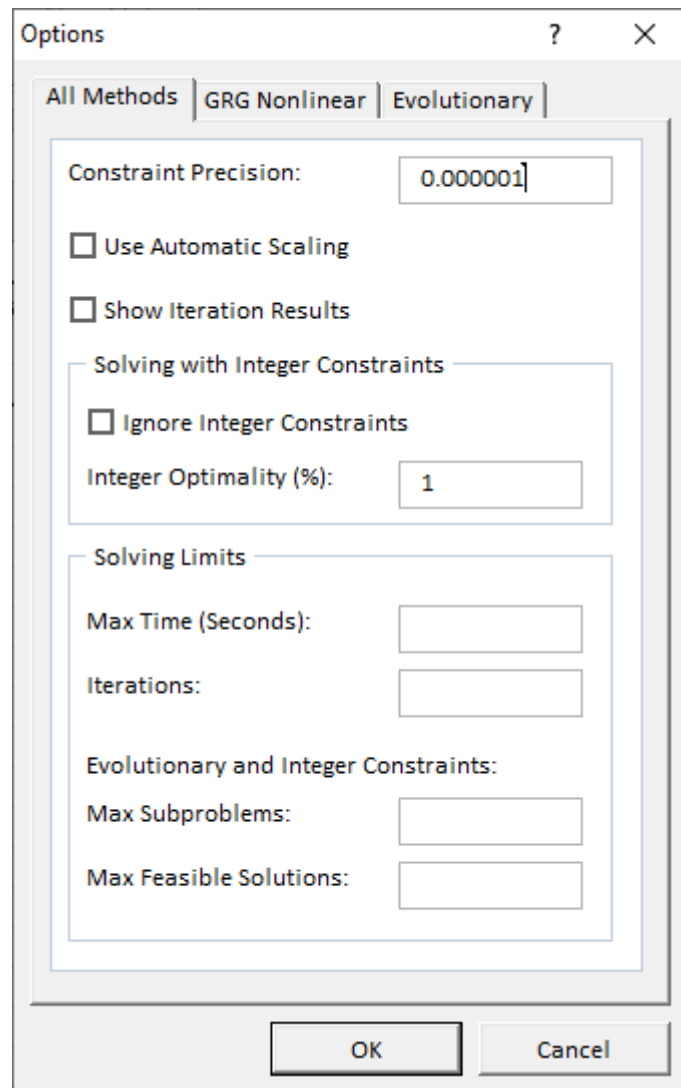 Options ?
All Methods GRG Nonlinear Evolutionary
Constraint Precision: 0.000001
Use Automatic Scaling
Show Iteration Results
Solving with Integer Constraints
Ignore Integer Constraints
Integer Optimality (%): 1
Solving Limits
Max Time (Seconds):
Iterations:
Evolutionary and Integer Constraints:
Max Subproblems:
Max Feasible Solutions:
OK Cancel